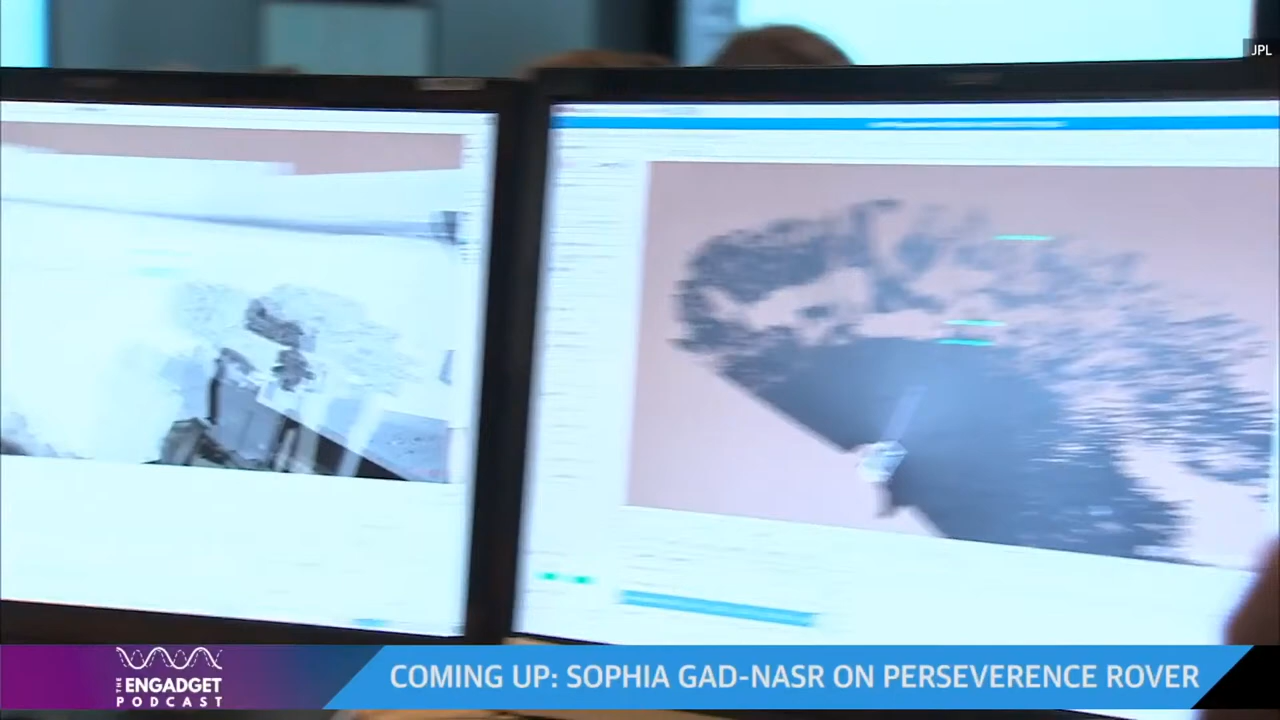 JPL
THE
ENGADGET
PODCAST
COMING UP: SOPHIA GAD-NASR ON PERSEVERENCE ROVER